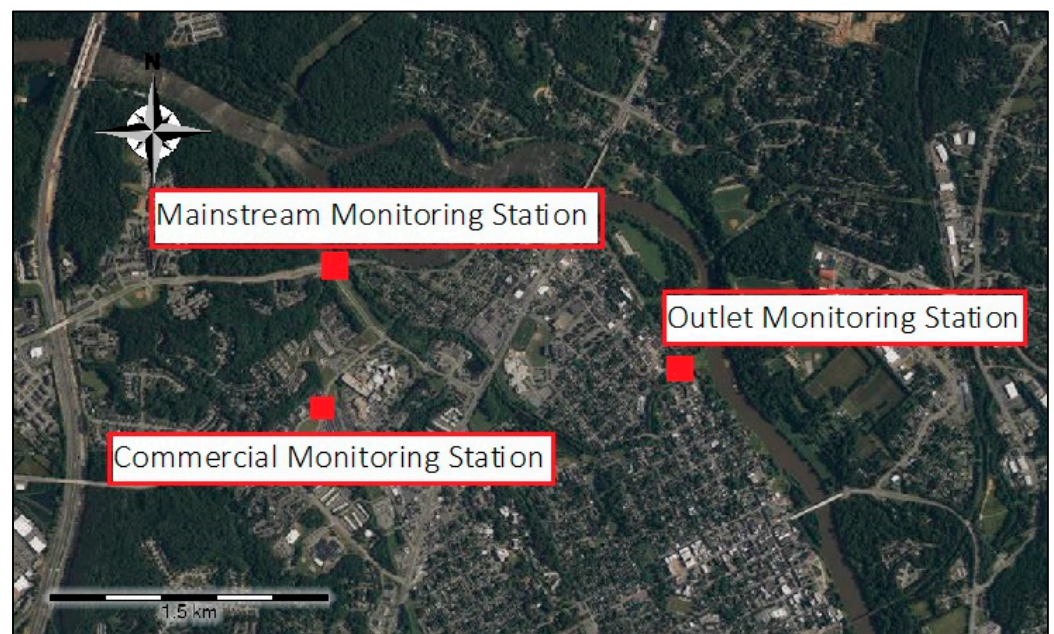 N
Mainstream Monitoring Station
Outlet Monitoring Station
Commercial Monitoring Station
1.5 km